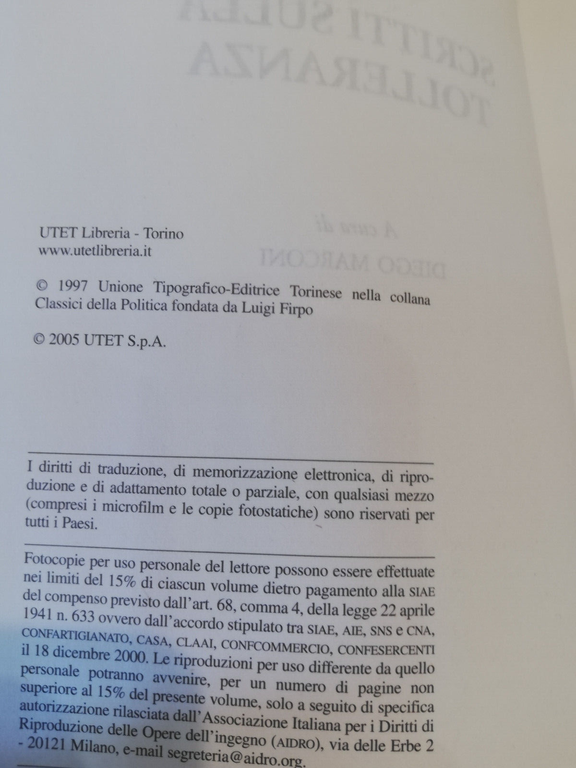 SCRITTI SULLA
TOLLERANZA
A cura di
DIEGO MARCONI
UTET Libreria - Torino
www.utetlibreria.it
© 1997 Unione Tipografico-Editrice Torinese nella collana
Classici della Politica fondata da Luigi Firpo
© 2005 UTET S.p.A.
I diritti di traduzione, di memorizzazione elettronica, di ripro-
duzione e di adattamento totale o parziale, con qualsiasi mezzo
(compresi i microfilm e le copie fotostatiche) sono riservati per
tutti i Paesi.
Fotocopie per uso personale del lettore possono essere effettuate
nei limiti del 15% di ciascun volume dietro pagamento alla SIAE
del compenso previsto dall'art. 68, comma 4, della legge 22 aprile
1941 n. 633 ovvero dall'accordo stipulato tra SIAE, AIE, SNS e CNA,
CONFARTIGIANATO, CASA, CLAAI, CONFCOMMERCIO, CONFESERCENTI
il 18 dicembre 2000. Le riproduzioni per uso differente da quello
personale potranno avvenire, per un numero di pagine non
superiore al 15% del presente volume, solo a seguito di specifica
autorizzazione rilasciata dall'Associazione Italiana per i Diritti di
Riproduzione delle Opere dell'ingegno (AIDRO), via delle Erbe 2
- 20121 Milano, e-mail segreteria@aidro.org.